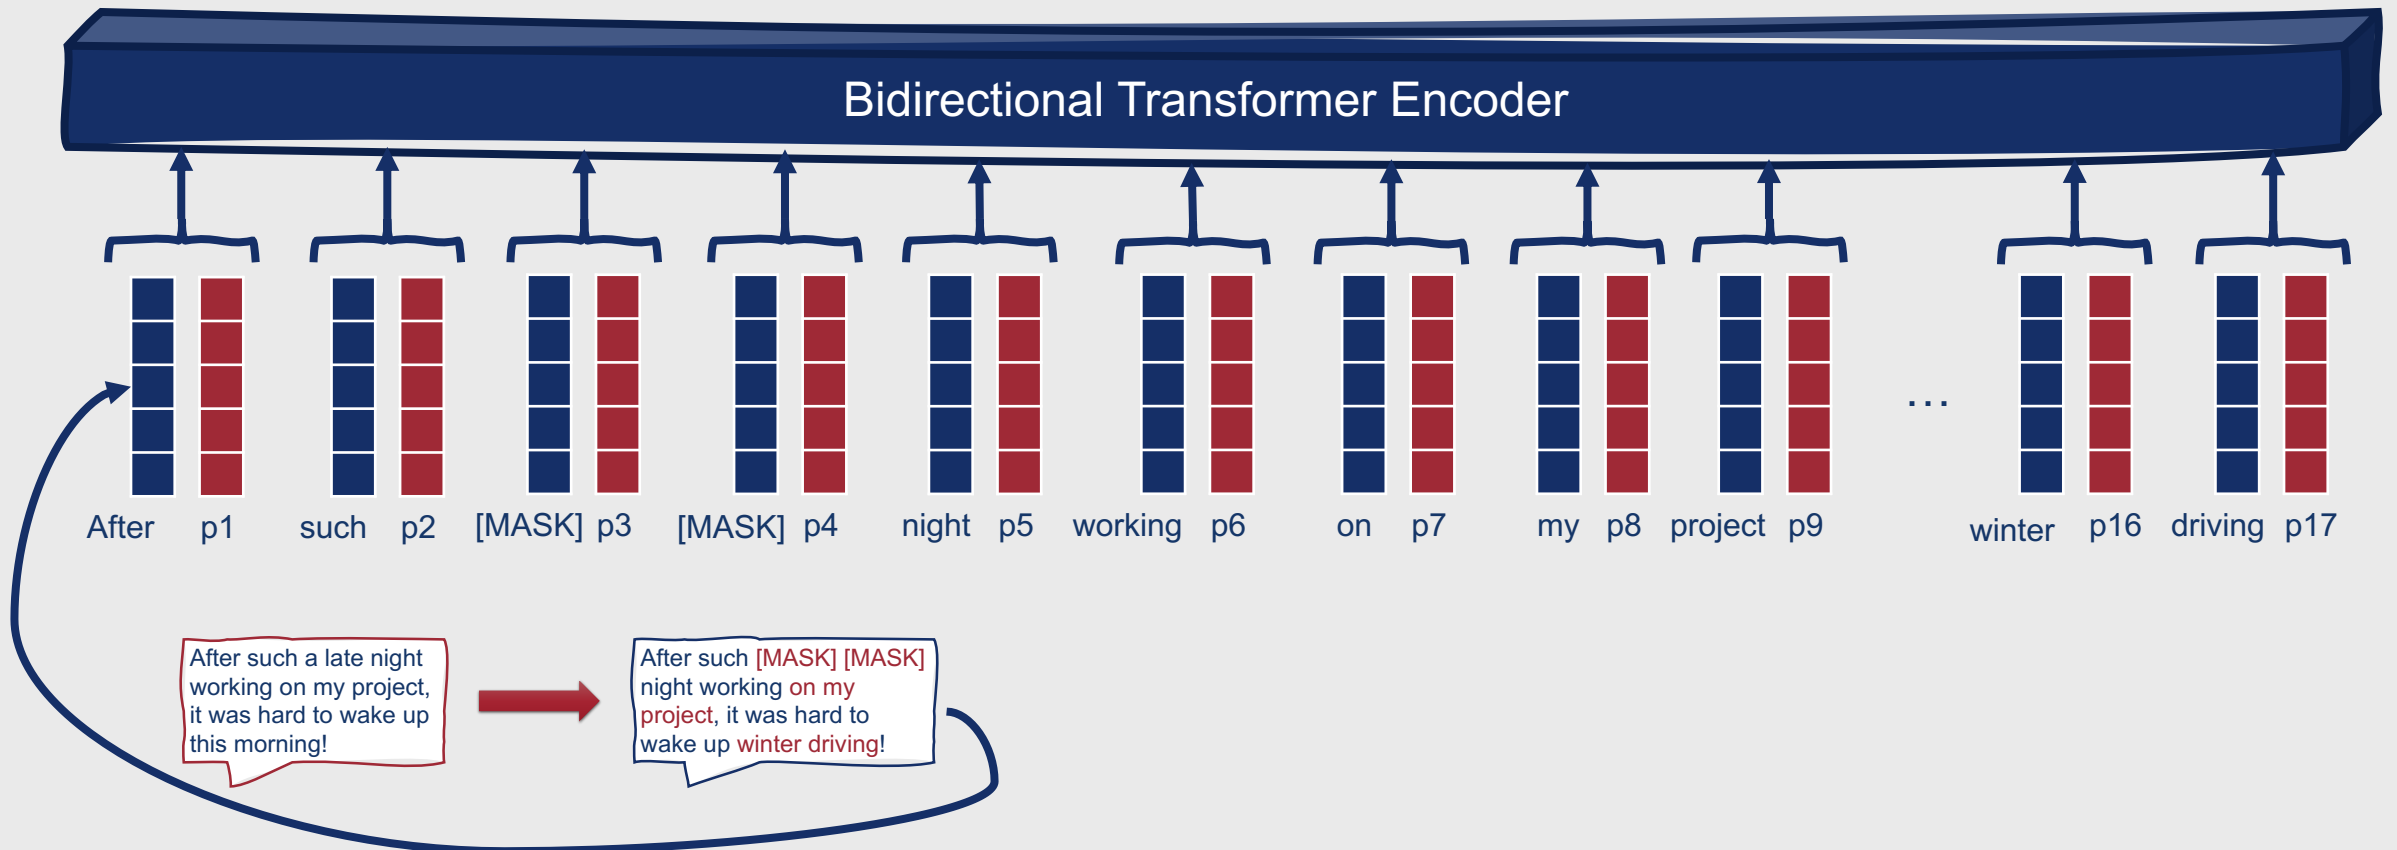 Bidirectional Transformer Encoder
After p1 such p2 [MASK] p3 [MASK] p4 night p5 working p6 on p7 my p8 project p9 ... winter p16 driving p17
After such a late night
working on my project,
it was hard to wake up
this morning!
After such [MASK] [MASK]
night working on my
project, it was hard to
wake up winter driving!